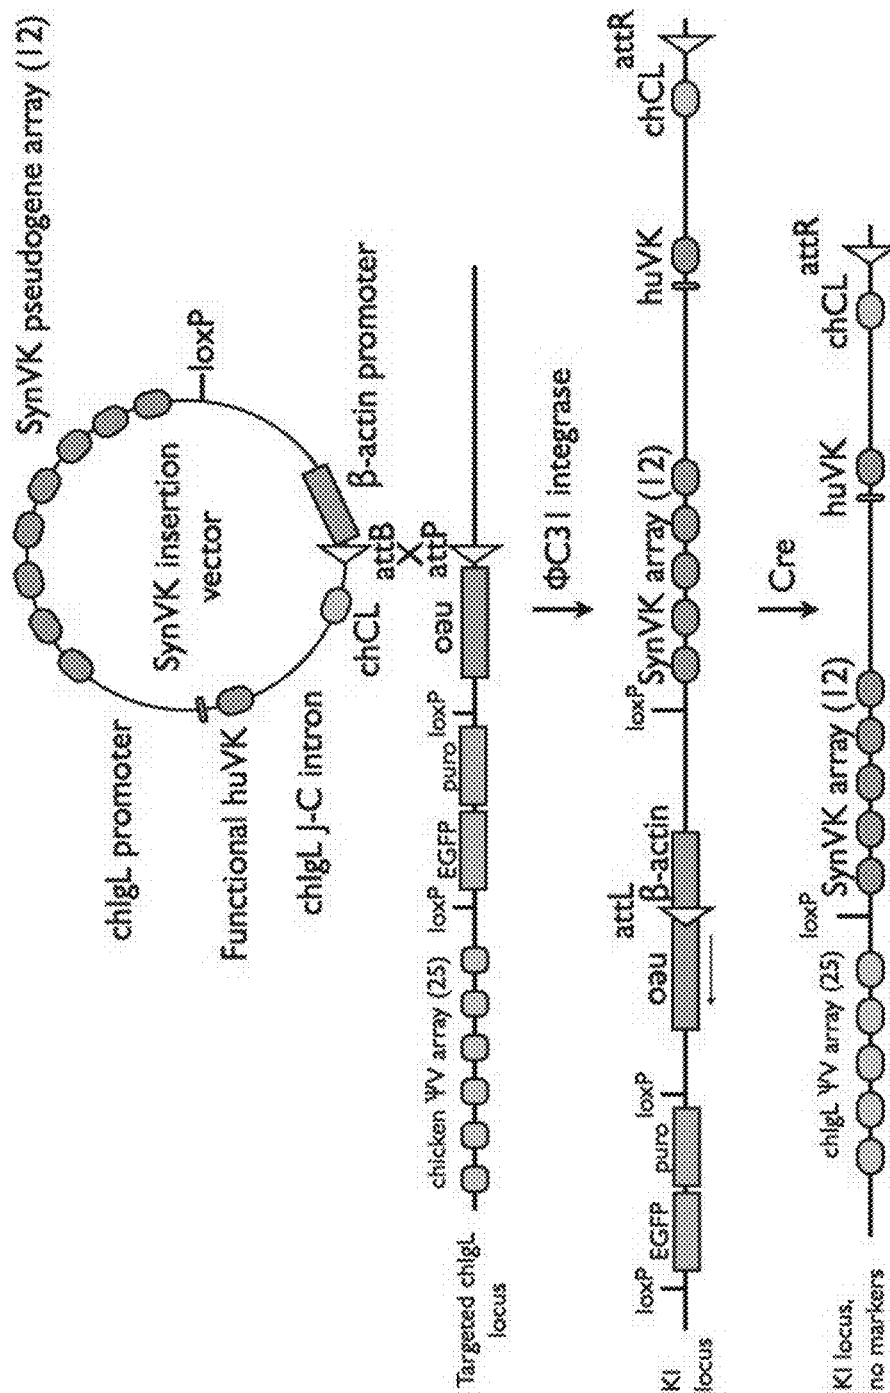 SynVK pseudogene array (12)
chIgL promoter
SynVK insertion
vector
loxP
Functional huVK
β-actin promoter
chIgL J-C intron
chCL
attB
attP
Targeted chIgL
locus
chicken ΨV array (25)
loxP
EGFP
puro
loxP
neo
ΦC31 integrase
KI
locus
loxP
EGFP
puro
loxP
neo
attL
β-actin
loxP
SynVK array (12)
huVK
chCL
attR
Cre
KI locus,
no markers
chIgL ΨV array (25)
loxP
SynVK array (12)
huVK
chCL
attR